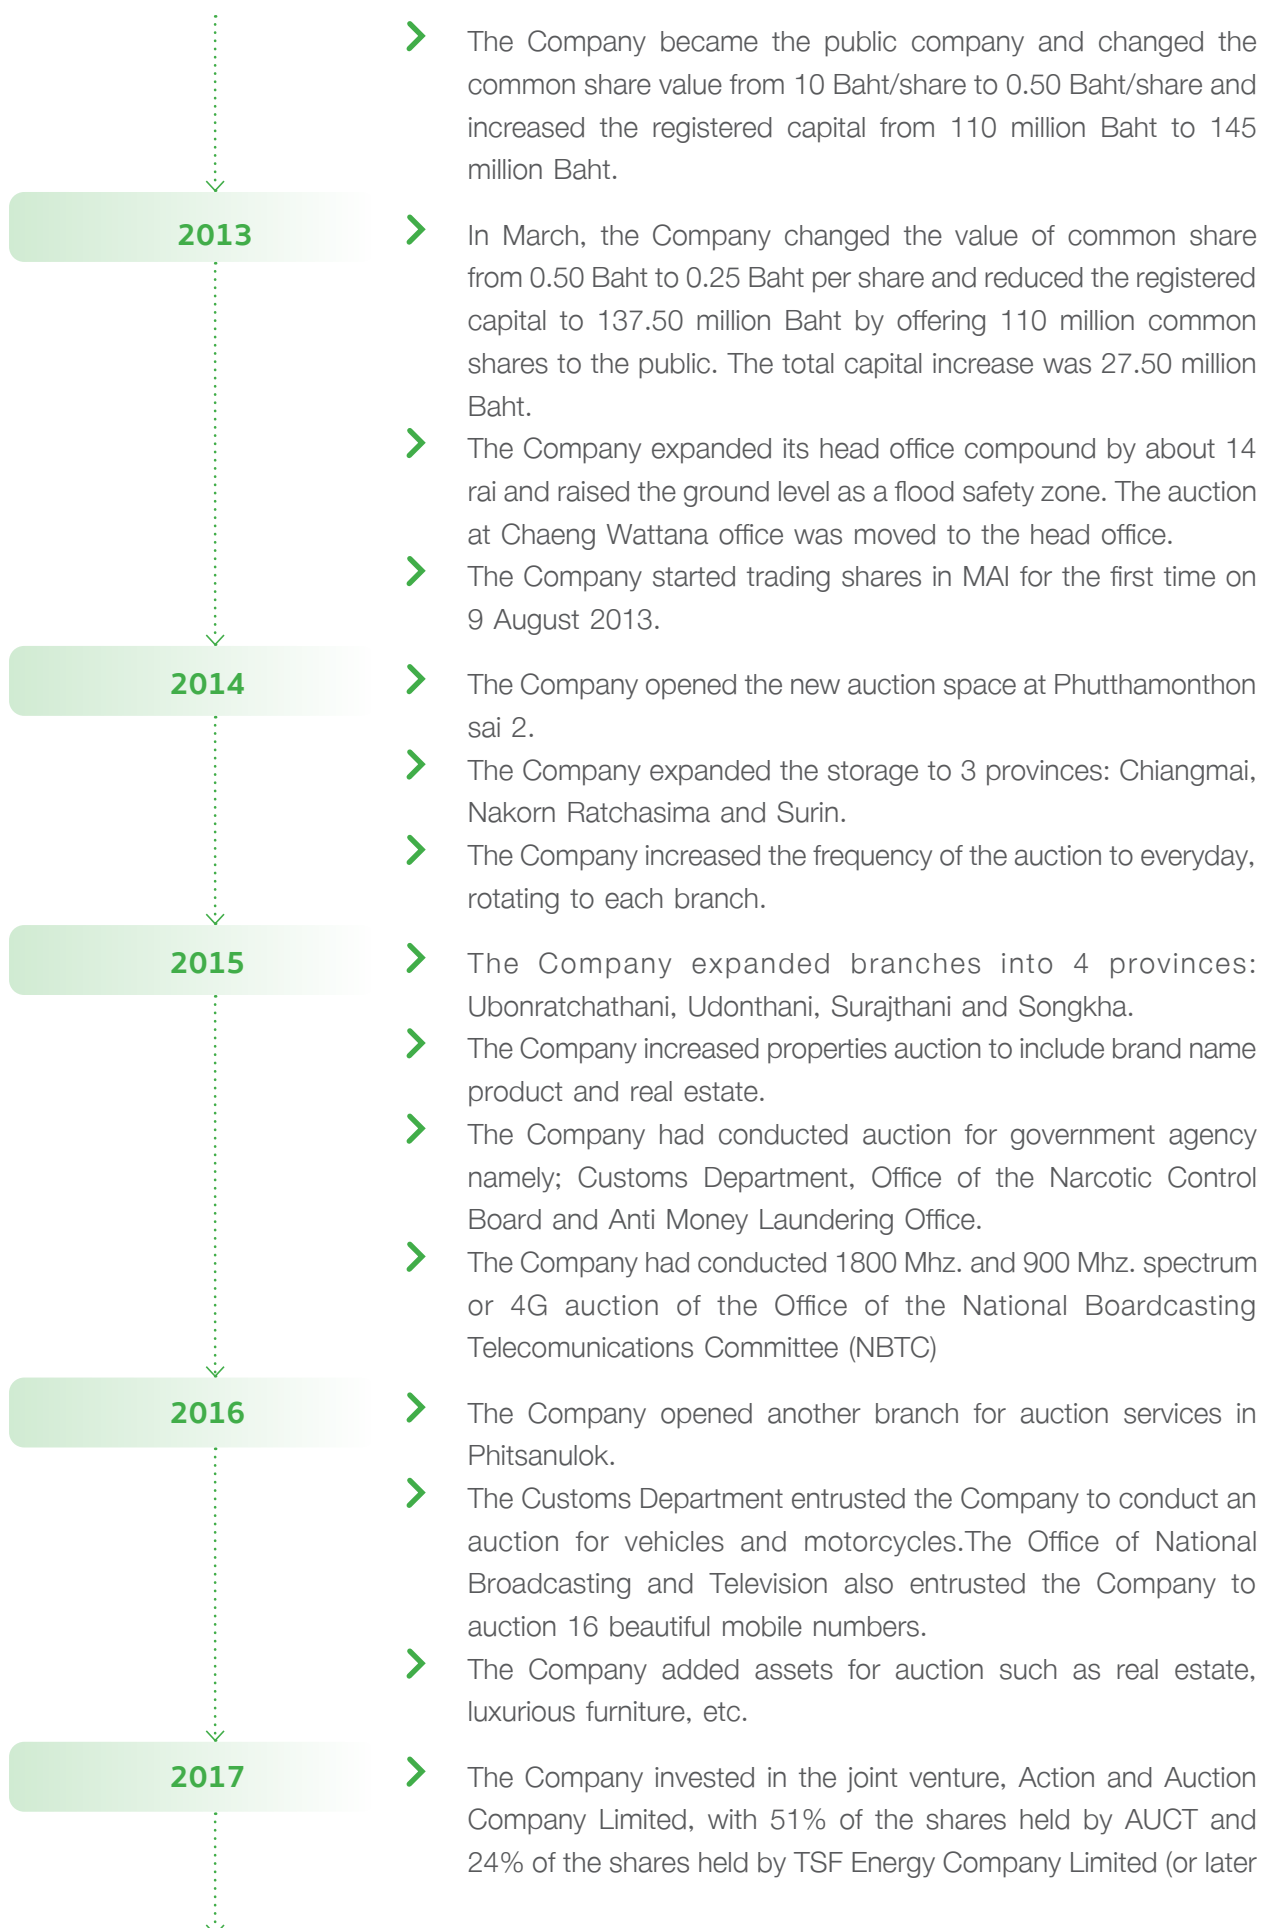 The Company became the public company and changed the
common share value from 10 Baht/share to 0.50 Baht/share and
increased the registered capital from 110 million Baht to 145
million Baht.
2013
In March, the Company changed the value of common share
from 0.50 Baht to 0.25 Baht per share and reduced the registered
capital to 137.50 million Baht by offering 110 million common
shares to the public. The total capital increase was 27.50 million
Baht.
The Company expanded its head office compound by about 14
rai and raised the ground level as a flood safety zone. The auction
at Chaeng Wattana office was moved to the head office.
The Company started trading shares in MAI for the first time on
9 August 2013.
2014
The Company opened the new auction space at Phutthamonthon
sai 2.
The Company expanded the storage to 3 provinces: Chiangmai,
Nakorn Ratchasima and Surin.
The Company increased the frequency of the auction to everyday,
rotating to each branch.
2015
The Company expanded branches into 4 provinces:
Ubonratchathani, Udonthani, Surajthani and Songkha.
The Company increased properties auction to include brand name
product and real estate.
The Company had conducted auction for government agency
namely; Customs Department, Office of the Narcotic Control
Board and Anti Money Laundering Office.
The Company had conducted 1800 Mhz. and 900 Mhz. spectrum
or 4G auction of the Office of the National Boardcasting
Telecomunications Committee (NBTC)
2016
The Company opened another branch for auction services in
Phitsanulok.
The Customs Department entrusted the Company to conduct an
auction for vehicles and motorcycles.The Office of National
Broadcasting and Television also entrusted the Company to
auction 16 beautiful mobile numbers.
The Company added assets for auction such as real estate,
luxurious furniture, etc.
2017
The Company invested in the joint venture, Action and Auction
Company Limited, with 51% of the shares held by AUCT and
24% of the shares held by TSF Energy Company Limited (or later